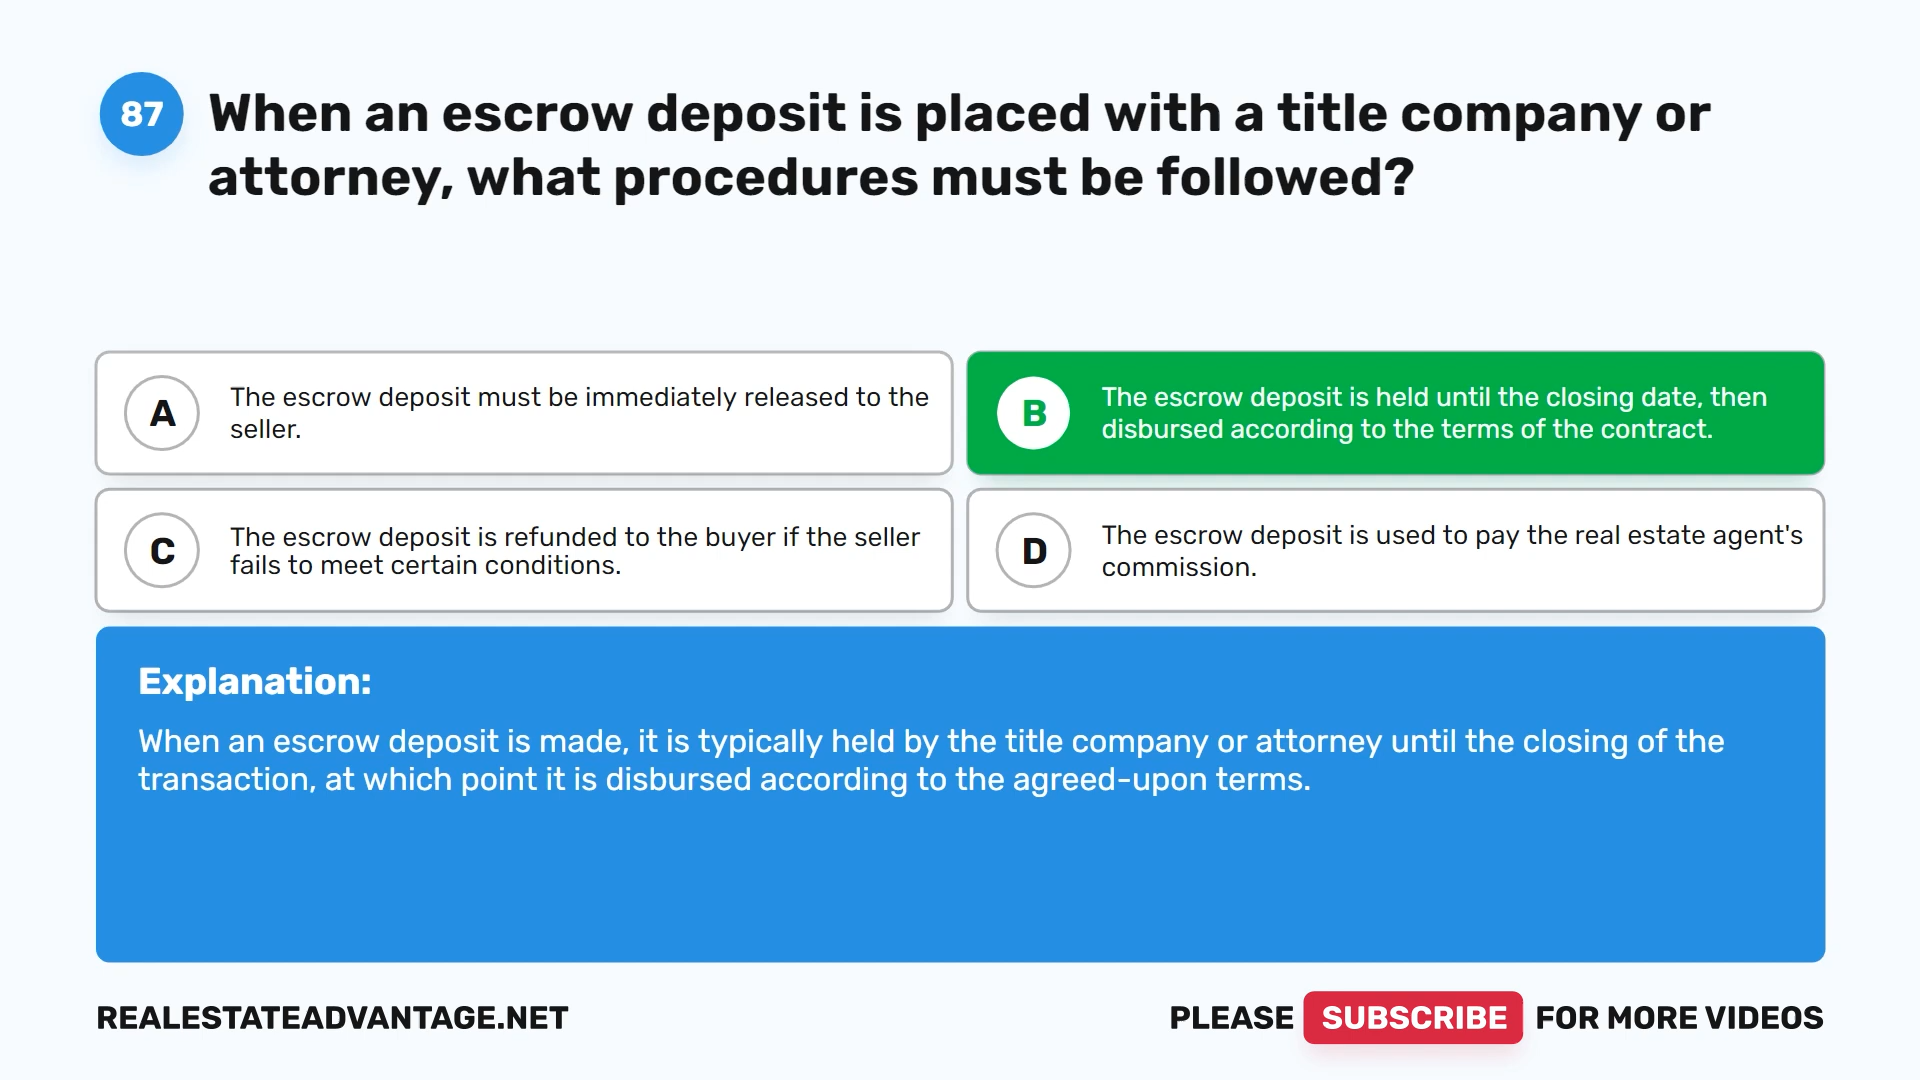 87
When an escrow deposit is placed with a title company or
attorney, what procedures must be followed?
A
The escrow deposit must be immediately released to the
seller.
B
The escrow deposit is held until the closing date, then
disbursed according to the terms of the contract.
C
The escrow deposit is refunded to the buyer if the seller
fails to meet certain conditions.
D
The escrow deposit is used to pay the real estate agent's
commission.
Explanation:
When an escrow deposit is made, it is typically held by the title company or attorney until the closing of the
transaction, at which point it is disbursed according to the agreed-upon terms.
REALESTATEADVANTAGE.NET
PLEASE SUBSCRIBE FOR MORE VIDEOS